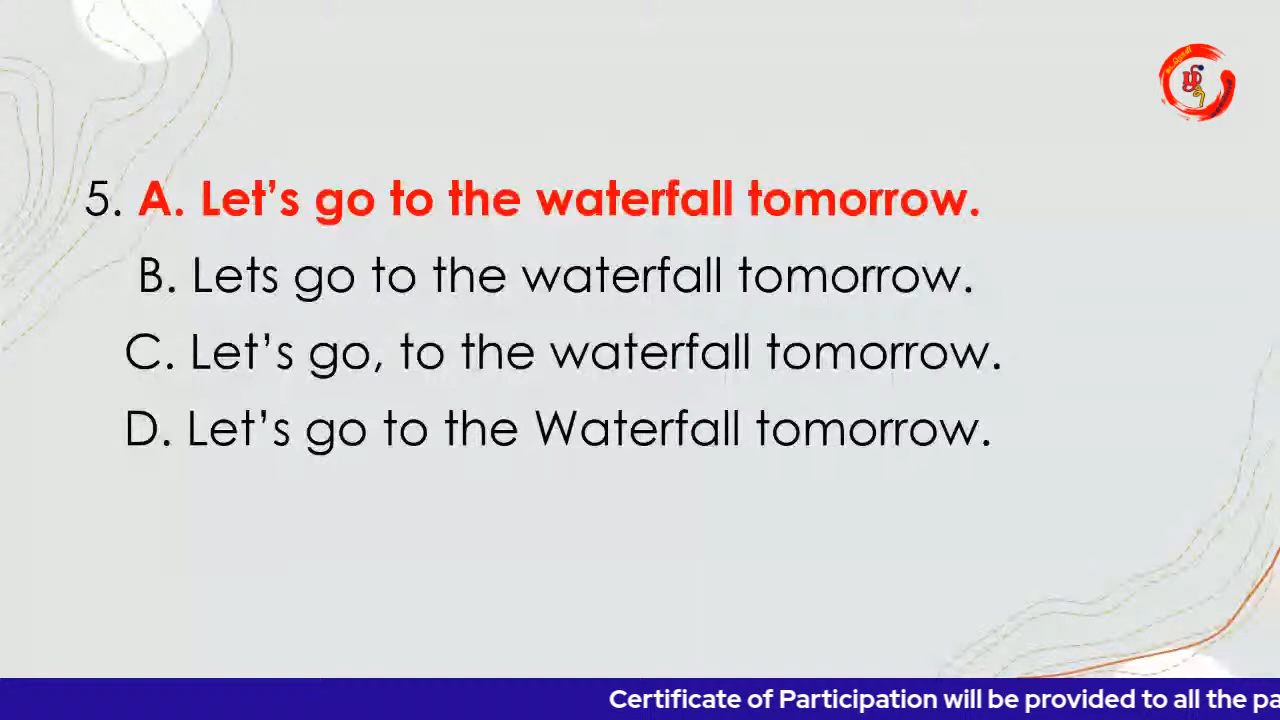 5. A. Let’s go to the waterfall tomorrow.
B. Lets go to the waterfall tomorrow.
C. Let’s go, to the waterfall tomorrow.
D. Let’s go to the Waterfall tomorrow.
Certificate of Participation will be provided to all the pa